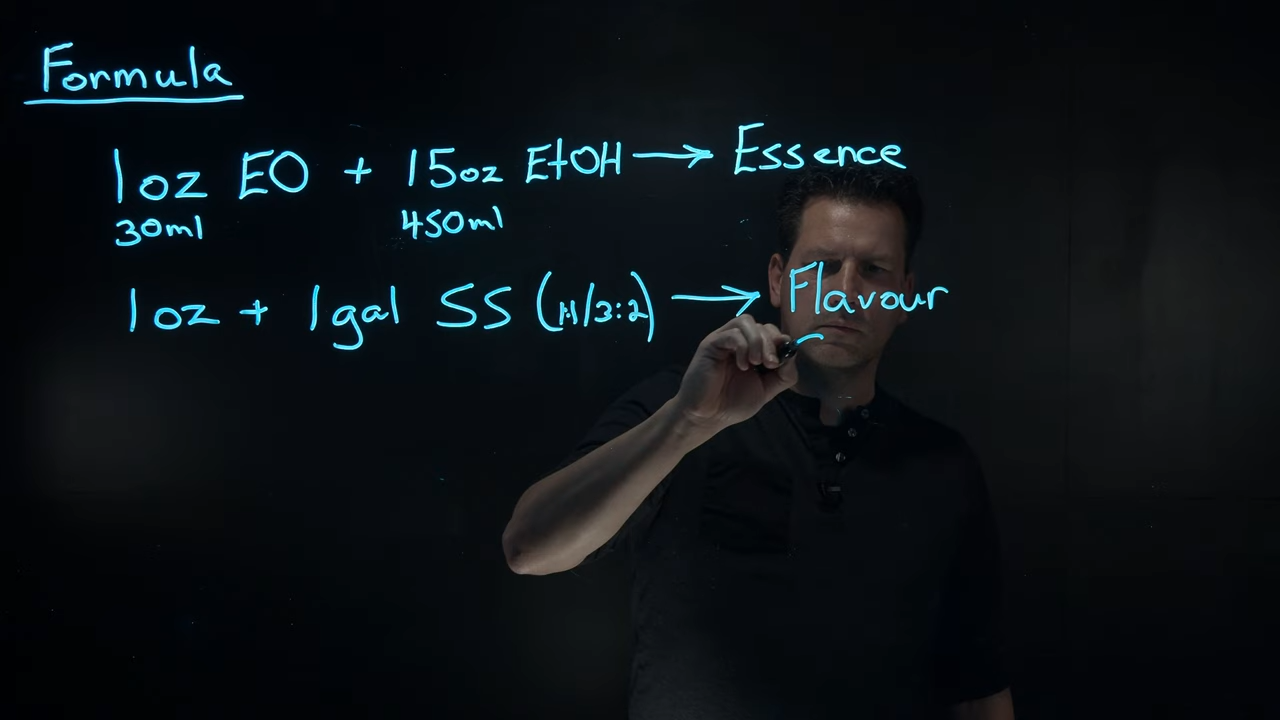 Formula
1oz EO + 15oz EtOH → Essence
30ml 450ml
1oz + 1gal SS (1:1/3:2) → Flavour